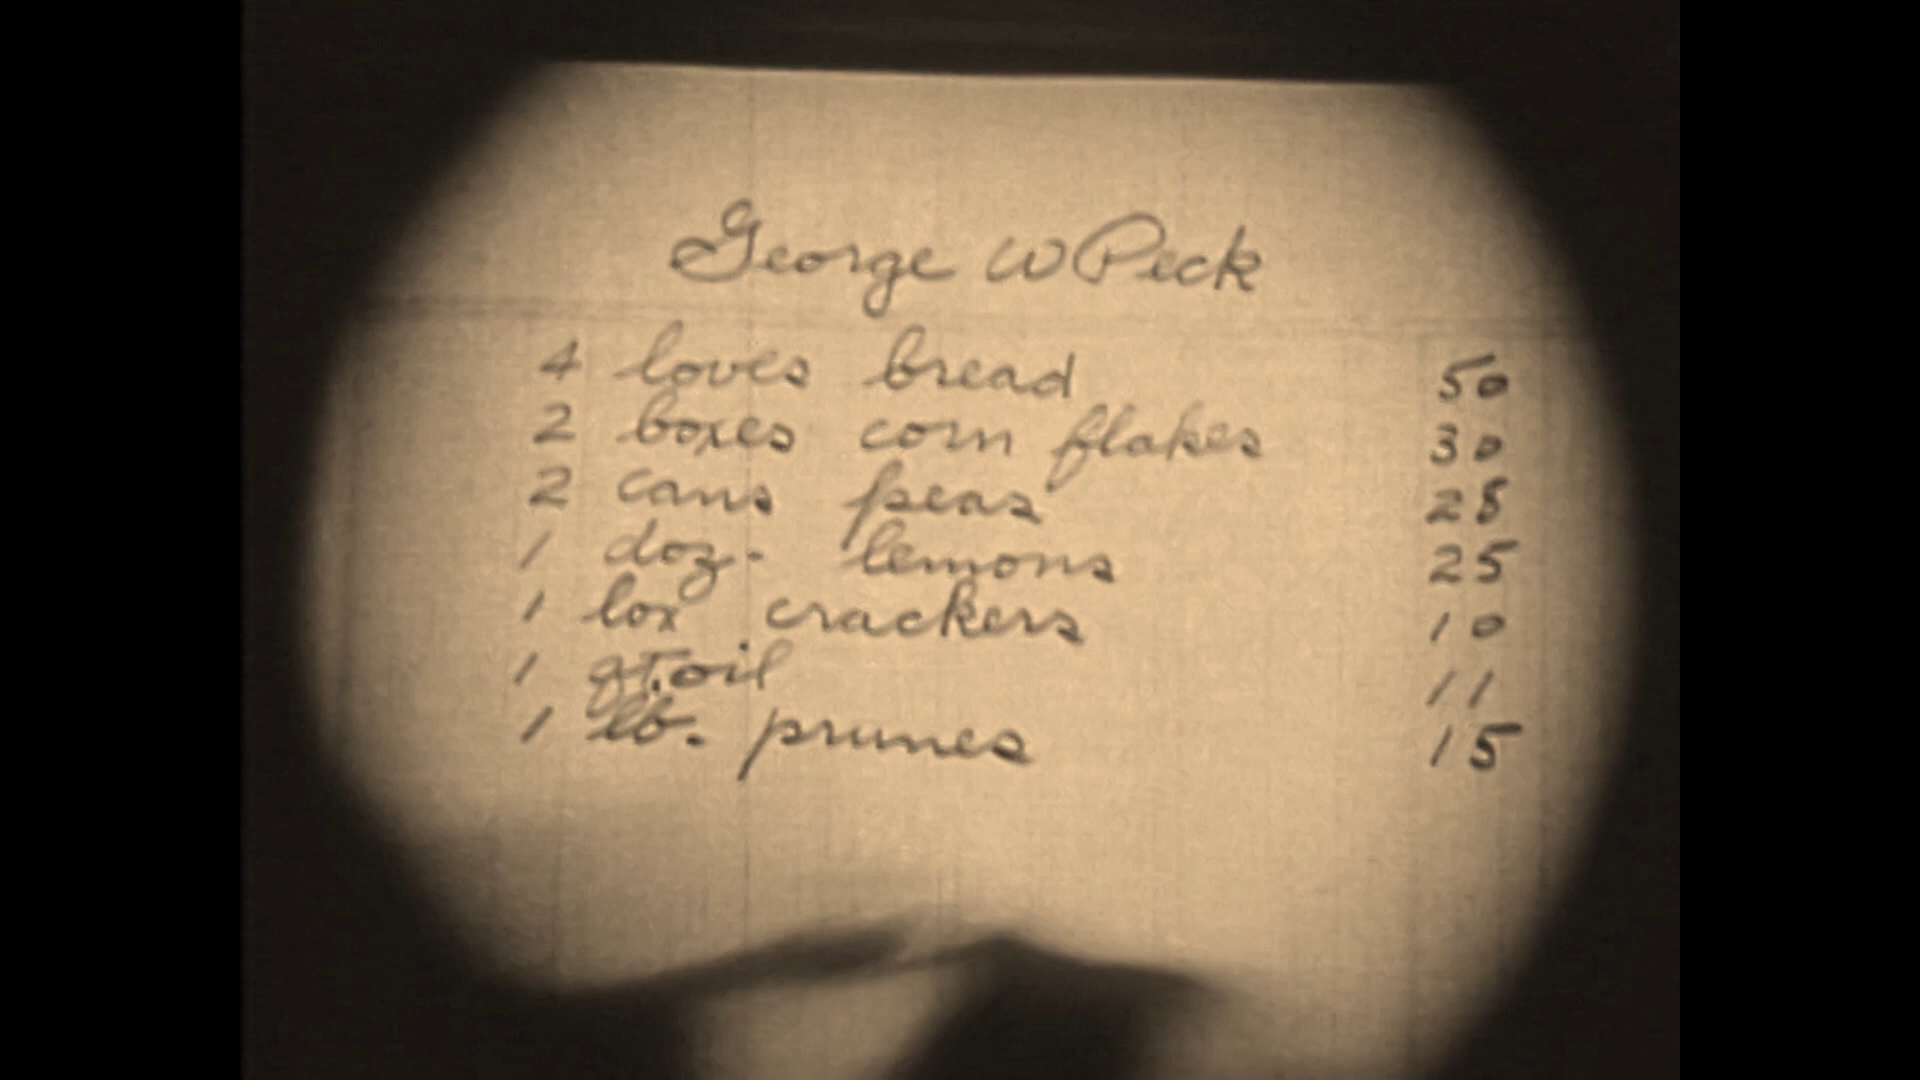 George W Peck
4 loves bread 50
2 boxes corn flakes 30
2 cans peas 28
1 doz. lemons 25
1 box crackers 10
1 qt. oil 11
1 lb. prunes 15